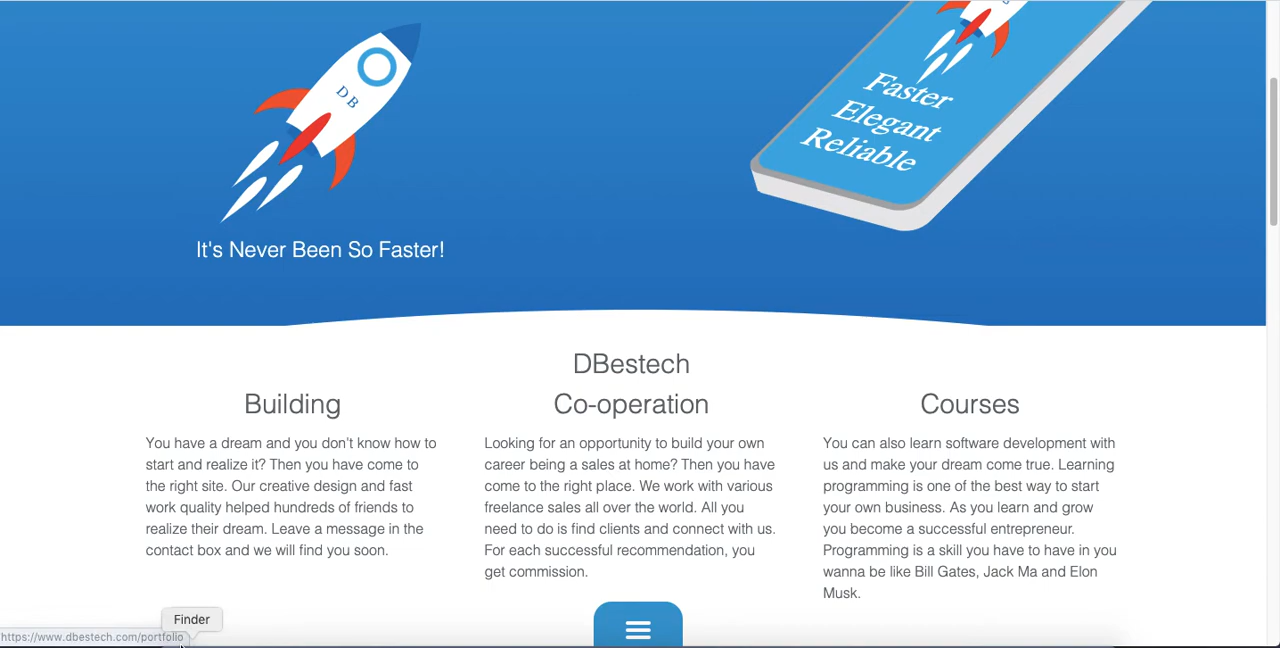 DB
Faster
Elegant
Reliable
It's Never Been So Faster!
DBestech
Building
You have a dream and you don't know how to
start and realize it? Then you have come to
the right site. Our creative design and fast
work quality helped hundreds of friends to
realize their dream. Leave a message in the
contact box and we will find you soon.
Co-operation
Looking for an opportunity to build your own
career being a sales at home? Then you have
come to the right place. We work with various
freelance sales all over the world. All you
need to do is find clients and connect with us.
For each successful recommendation, you
get commission.
Courses
You can also learn software development with
us and make your dream come true. Learning
programming is one of the best way to start
your own business. As you learn and grow
you become a successful entrepreneur.
Programming is a skill you have to have in you
wanna be like Bill Gates, Jack Ma and Elon
Musk.
Finder
https://www.dbestech.com/portfolio